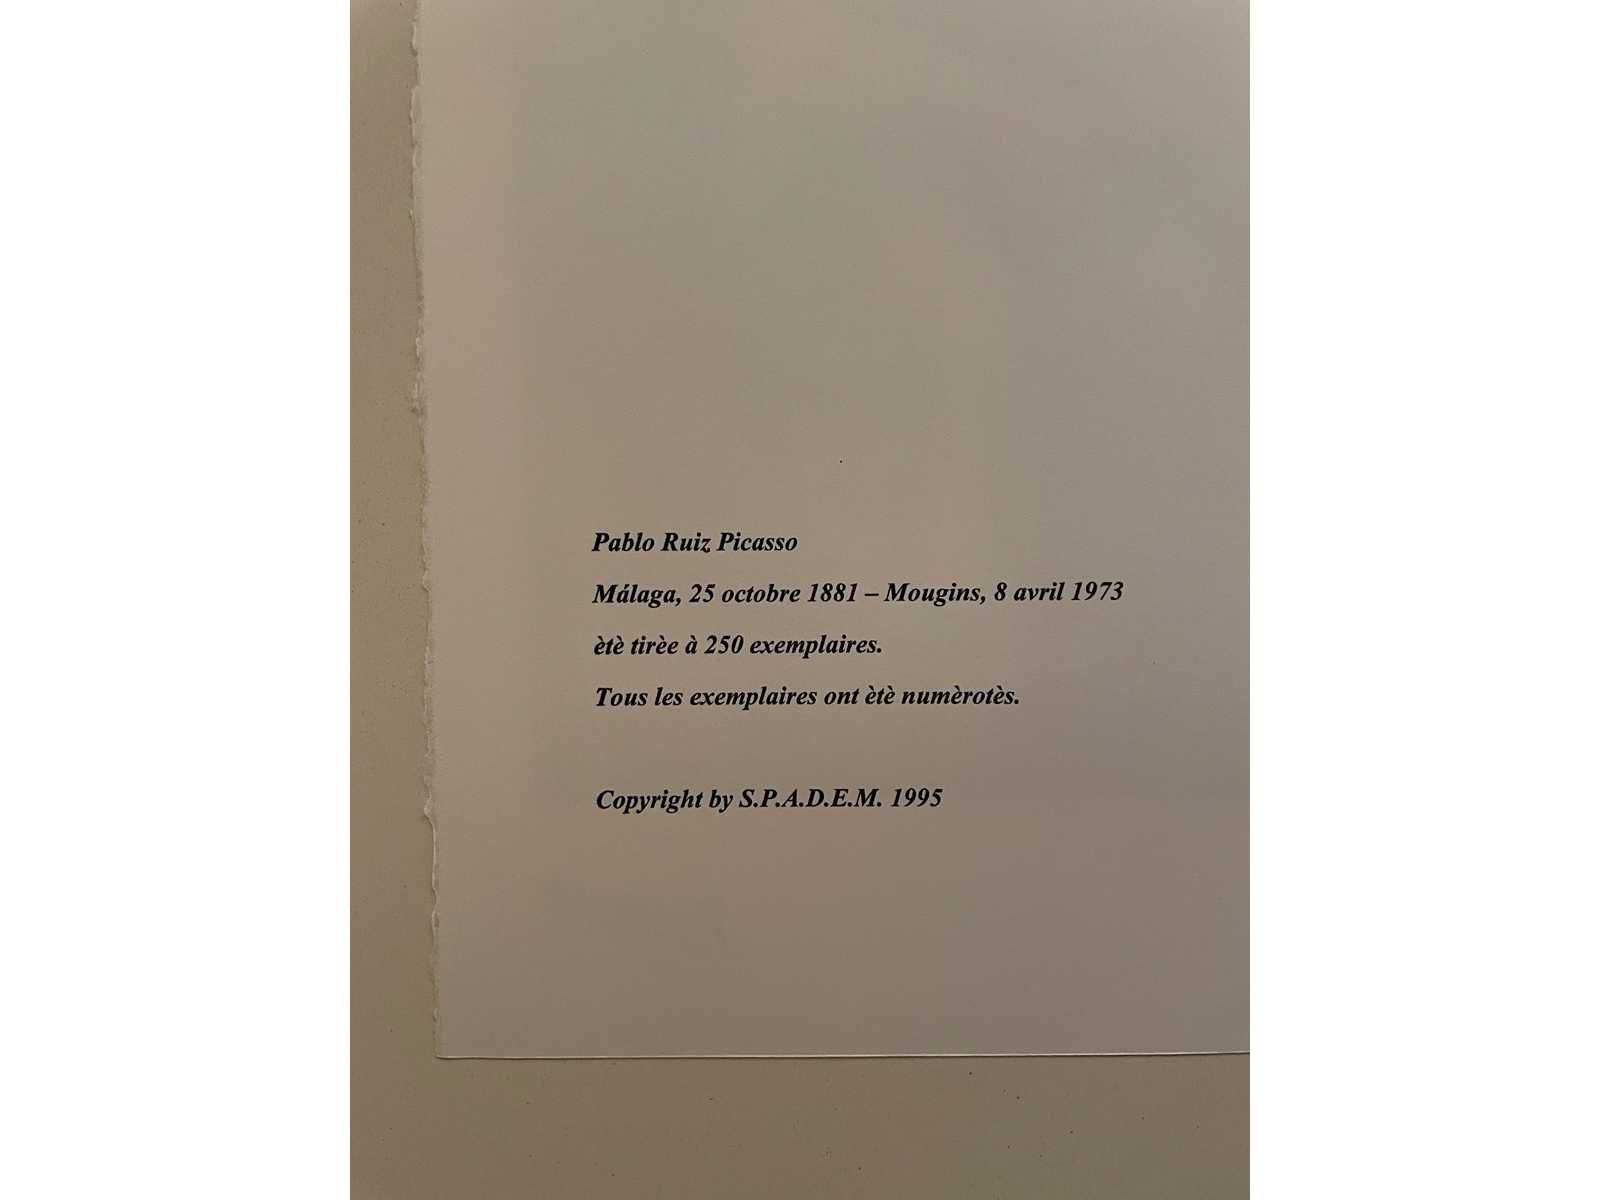 Pablo Ruiz Picasso
Málaga, 25 octobre 1881 – Mougins, 8 avril 1973
ètè tirèe à 250 exemplaires.
Tous les exemplaires ont ètè numèrotès.
Copyright by S.P.A.D.E.M. 1995